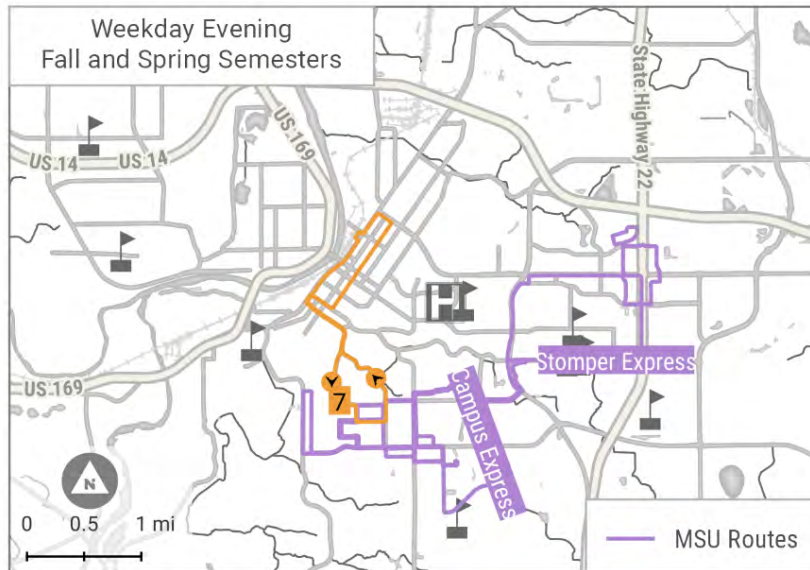 Weekday Evening
Fall and Spring Semesters
US 14
US 14
US 169
State Highway 22
US 169
7
Stomper Express
Campus Express
N
0 0.5 1 mi
MSU Routes